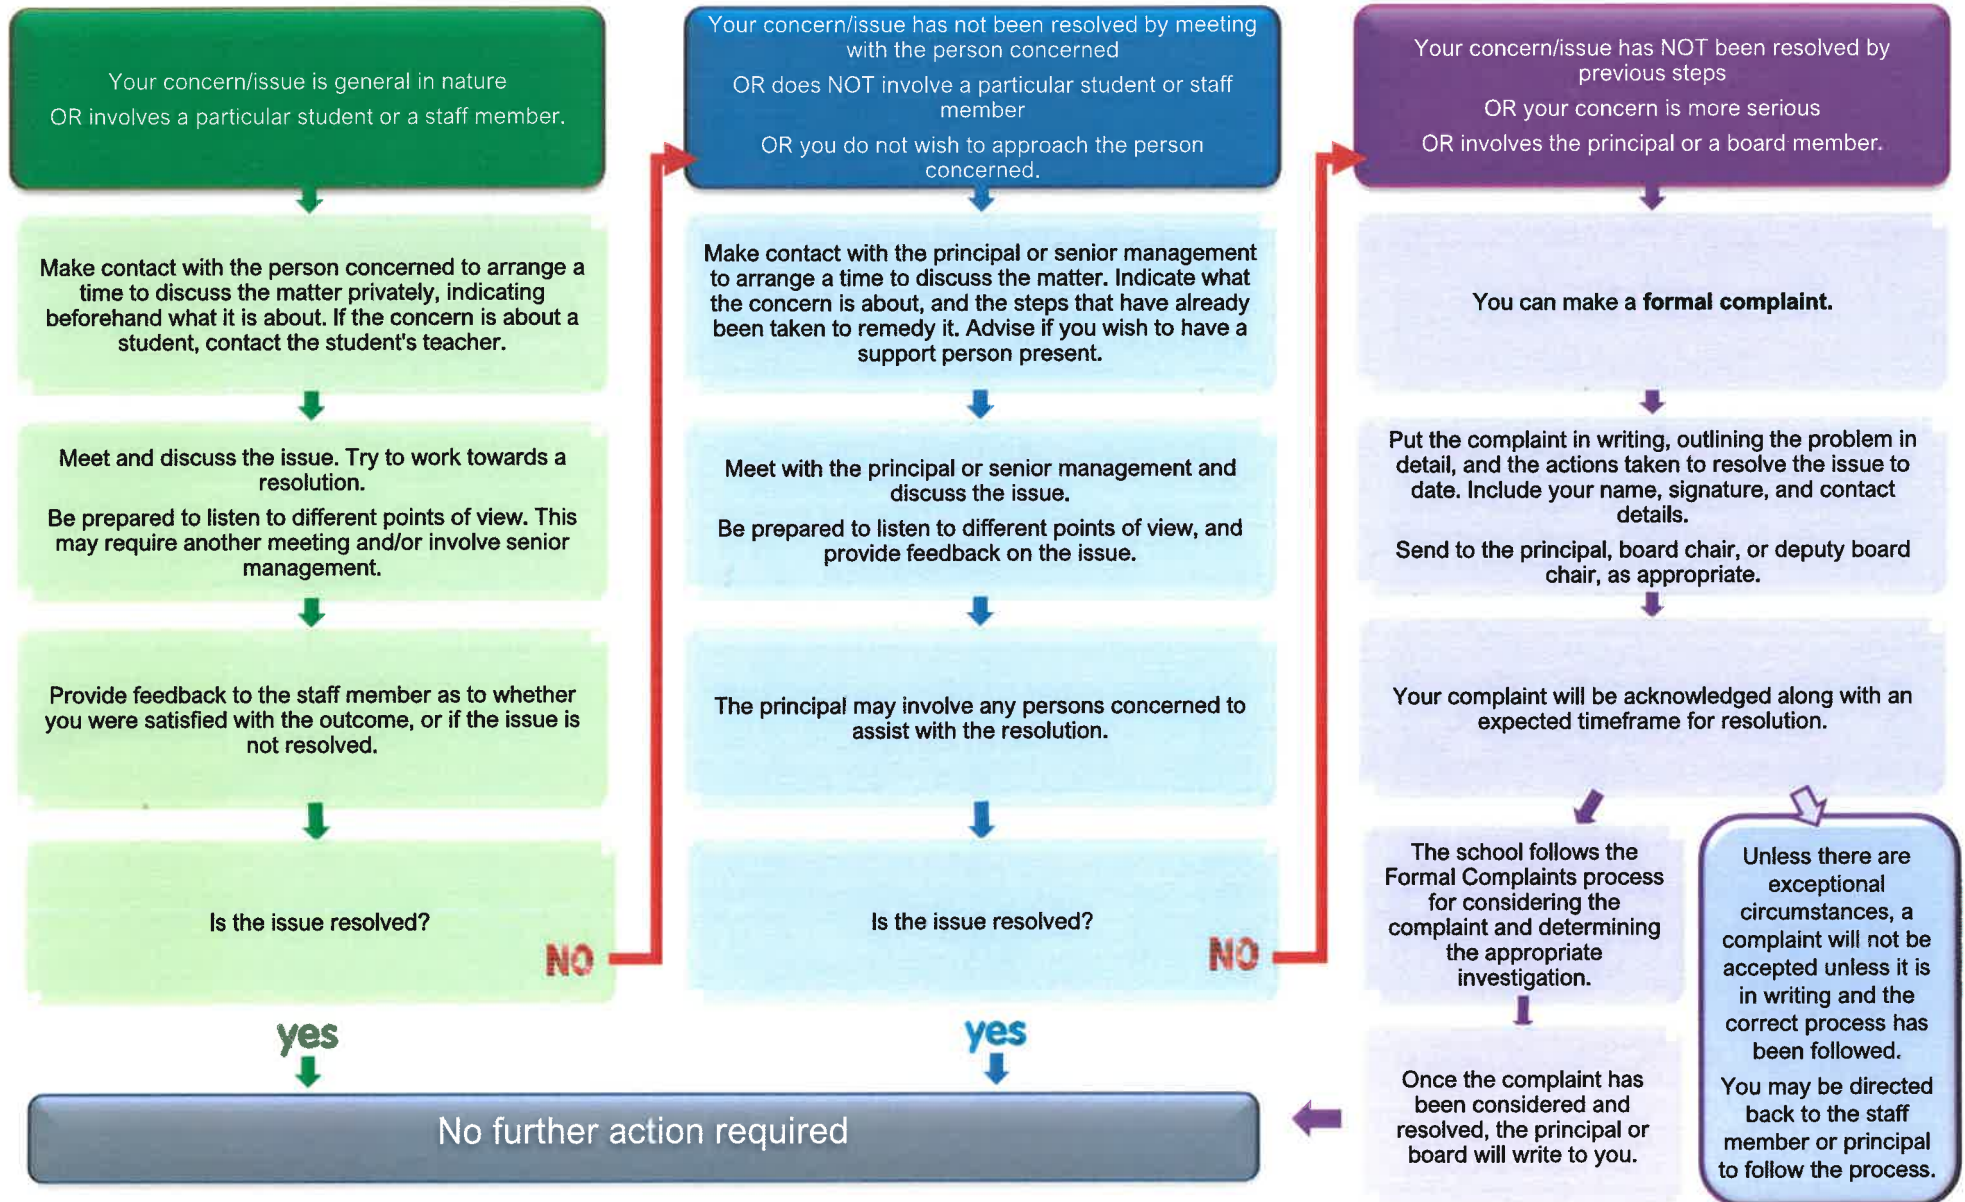 Your concern/issue is general in nature
OR involves a particular student or a staff member.
Make contact with the person concerned to arrange a
time to discuss the matter privately, indicating
beforehand what it is about. If the concern is about a
student, contact the student's teacher.
Meet and discuss the issue. Try to work towards a
resolution.
Be prepared to listen to different points of view. This
may require another meeting and/or involve senior
management.
Provide feedback to the staff member as to whether
you were satisfied with the outcome, or if the issue is
not resolved.
Is the issue resolved?
NO
yes
Your concern/issue has not been resolved by meeting
with the person concerned
OR does NOT involve a particular student or staff
member
OR you do not wish to approach the person
concerned.
Make contact with the principal or senior management
to arrange a time to discuss the matter. Indicate what
the concern is about, and the steps that have already
been taken to remedy it. Advise if you wish to have a
support person present.
Meet with the principal or senior management and
discuss the issue.
Be prepared to listen to different points of view, and
provide feedback on the issue.
The principal may involve any persons concerned to
assist with the resolution.
Is the issue resolved?
NO
yes
Your concern/issue has NOT been resolved by
previous steps
OR your concern is more serious
OR involves the principal or a board member.
You can make a formal complaint.
Put the complaint in writing, outlining the problem in
detail, and the actions taken to resolve the issue to
date. Include your name, signature, and contact
details.
Send to the principal, board chair, or deputy board
chair, as appropriate.
Your complaint will be acknowledged along with an
expected timeframe for resolution.
The school follows the
Formal Complaints process
for considering the
complaint and determining
the appropriate
investigation.
Once the complaint has
been considered and
resolved, the principal or
board will write to you.
Unless there are
exceptional
circumstances, a
complaint will not be
accepted unless it is
in writing and the
correct process has
been followed.
You may be directed
back to the staff
member or principal
to follow the process.
No further action required